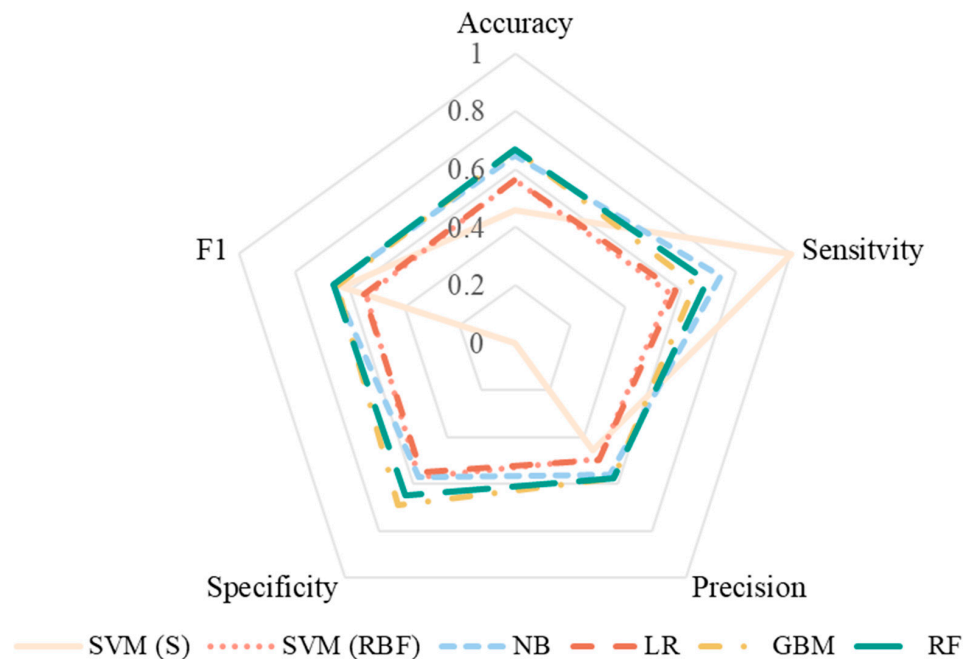 Accuracy
1
0.8
0.6
0.4
0.2
0
F1
Sensitvity
Specificity
Precision
SVM (S) SVM (RBF) NB LR GBM RF